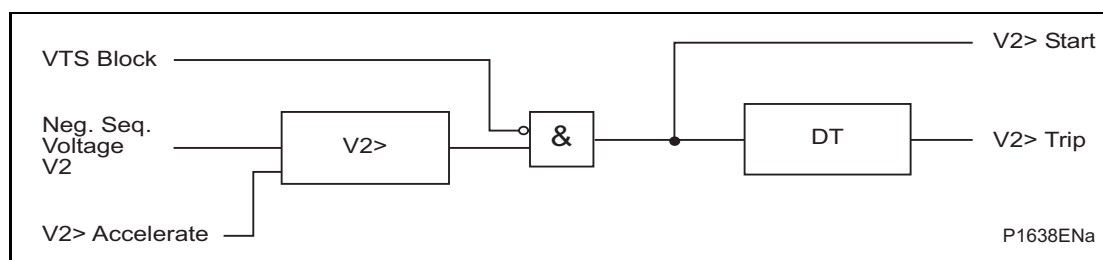 VTS Block
V2> Start
Neg. Seq.
Voltage
V2
V2>
&
DT
V2> Trip
V2> Accelerate
P1638ENa